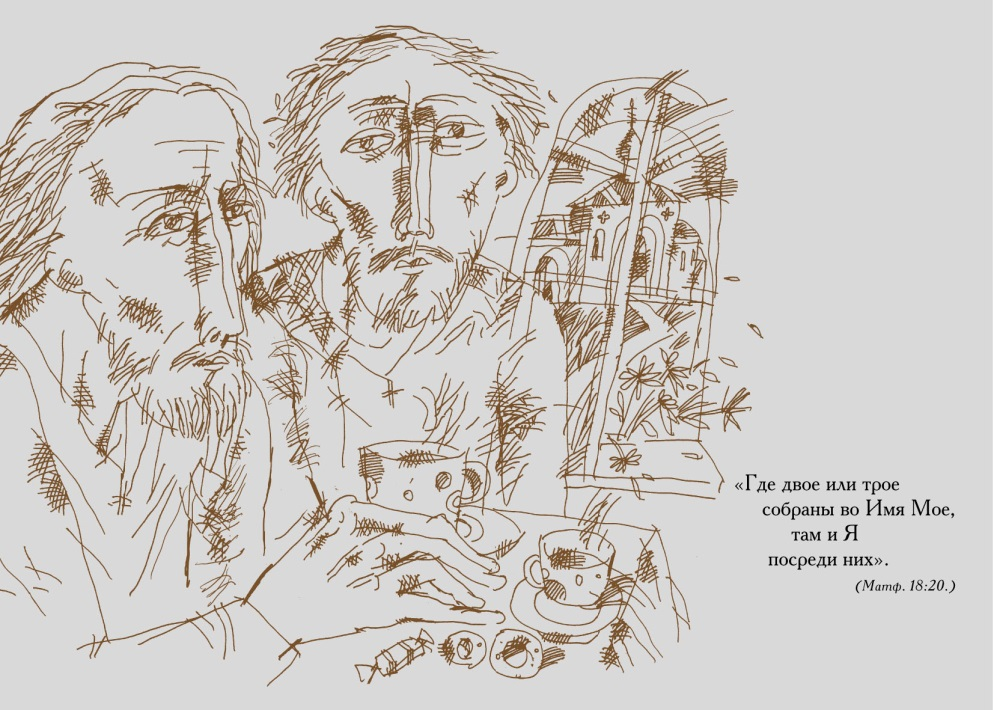 «Где двое или трое
собраны во Имя Мое,
там и Я
посреди них».
(Матф. 18:20.)